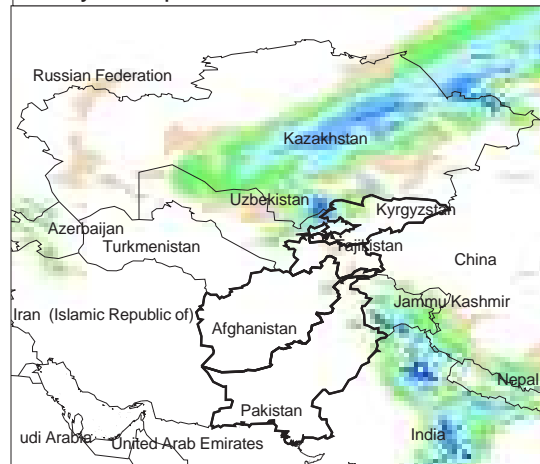 Russian Federation
Kazakhstan
Uzbekistan
Kyrgyzstan
Azerbaijan
Turkmenistan
Tajikistan
China
Jammu/Kashmir
Iran (Islamic Republic of)
Afghanistan
Nepal
Pakistan
udi Arabia
United Arab Emirates
India